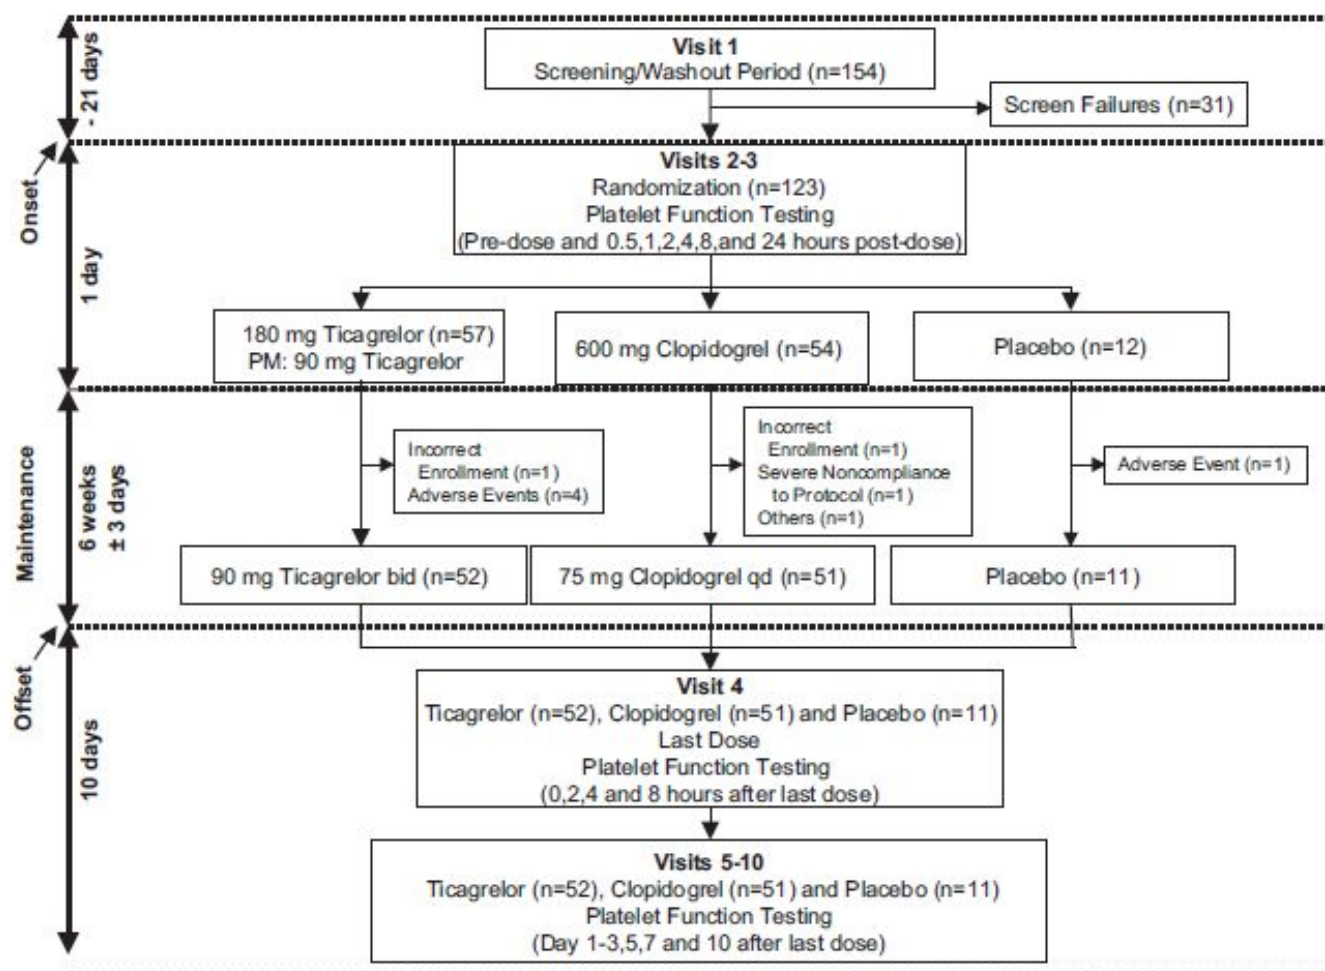 - 21 days
Visit 1
Screening/Washout Period (n=154)
Screen Failures (n=31)
Onset
1 day
Visits 2-3
Randomization (n=123)
Platelet Function Testing
(Pre-dose and 0.5,1,2,4,8,and 24 hours post-dose)
180 mg Ticagrelor (n=57)
PM: 90 mg Ticagrelor
600 mg Clopidogrel (n=54)
Placebo (n=12)
Maintenance
6 weeks
± 3 days
Incorrect
Enrollment (n=1)
Adverse Events (n=4)
Incorrect
Enrollment (n=1)
Severe Noncompliance
to Protocol (n=1)
Others (n=1)
Adverse Event (n=1)
90 mg Ticagrelor bid (n=52)
75 mg Clopidogrel qd (n=51)
Placebo (n=11)
Offset
10 days
Visit 4
Ticagrelor (n=52), Clopidogrel (n=51) and Placebo (n=11)
Last Dose
Platelet Function Testing
(0,2,4 and 8 hours after last dose)
Visits 5-10
Ticagrelor (n=52), Clopidogrel (n=51) and Placebo (n=11)
Platelet Function Testing
(Day 1-3,5,7 and 10 after last dose)